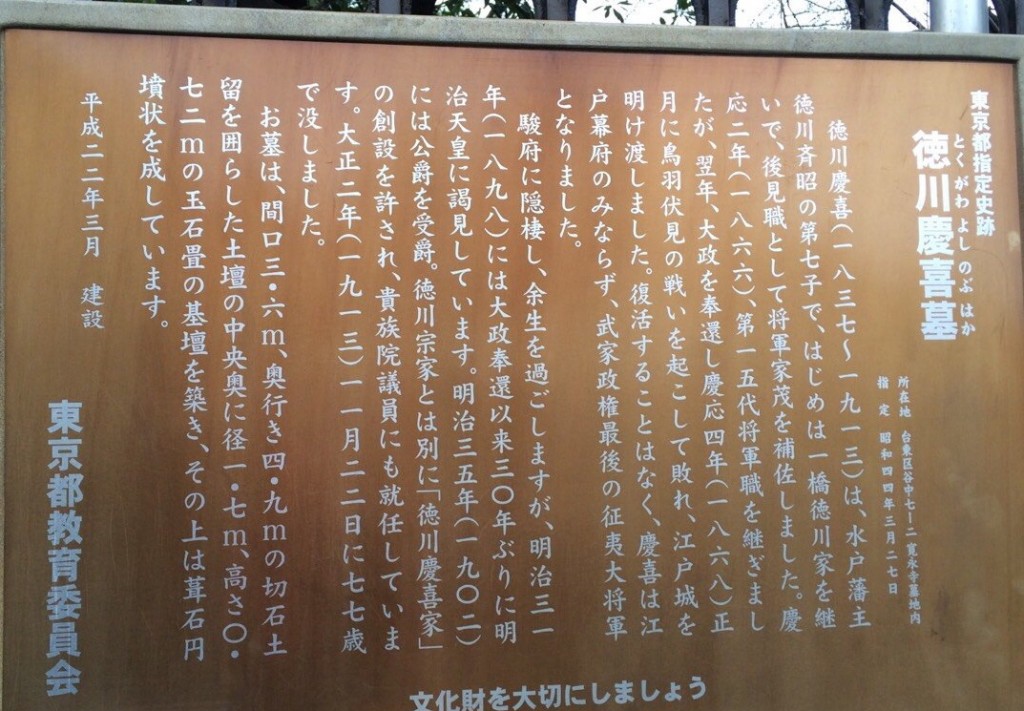 東京都指定史跡
とくがわよしのぶ はか
徳川慶喜墓
所在地 台東区谷中七ー二 寛永寺墓地内
指定 昭和四四年三月二七日
徳川慶喜(一八三七〜一九一三)は、水戸藩主
徳川斉昭の第七子で、はじめは一橋徳川家を継
いで、後見職として将軍家茂を補佐しました。慶
応二年(一八六六)、第一五代将軍職を継ぎまし
たが、翌年、大政を奉還し慶応四年(一八六八)正
月に鳥羽伏見の戦いを起こして敗れ、江戸城を
明け渡しました。復活することはなく、慶喜は江
戸幕府のみならず、武家政権最後の征夷大将軍
となりました。
駿府に隠棲し、余生を過ごしますが、明治三一
年(一八九八)には大政奉還以来三〇年ぶりに明
治天皇に謁見しています。明治三五年(一九〇二)
には公爵を受爵。徳川宗家とは別に「徳川慶喜家」
の創設を許され、貴族院議員にも就任していま
す。大正二年(一九一三)一一月二二日に七七歳
で没しました。
お墓は、間口三・六m、奥行き四・九mの切石土
留を囲らした土壇の中央奥に径一・七m、高さ〇・
七二mの玉石畳の基壇を築き、その上は葺石円
墳状を成しています。
平成二二年三月 建設
東京都教育委員会
文化財を大切にしましょう